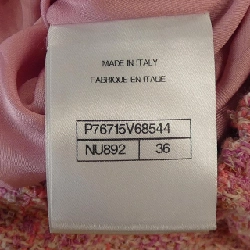 MADE IN ITALY
FABRIQUE EN ITALIE
P76715V68544
NU892 36